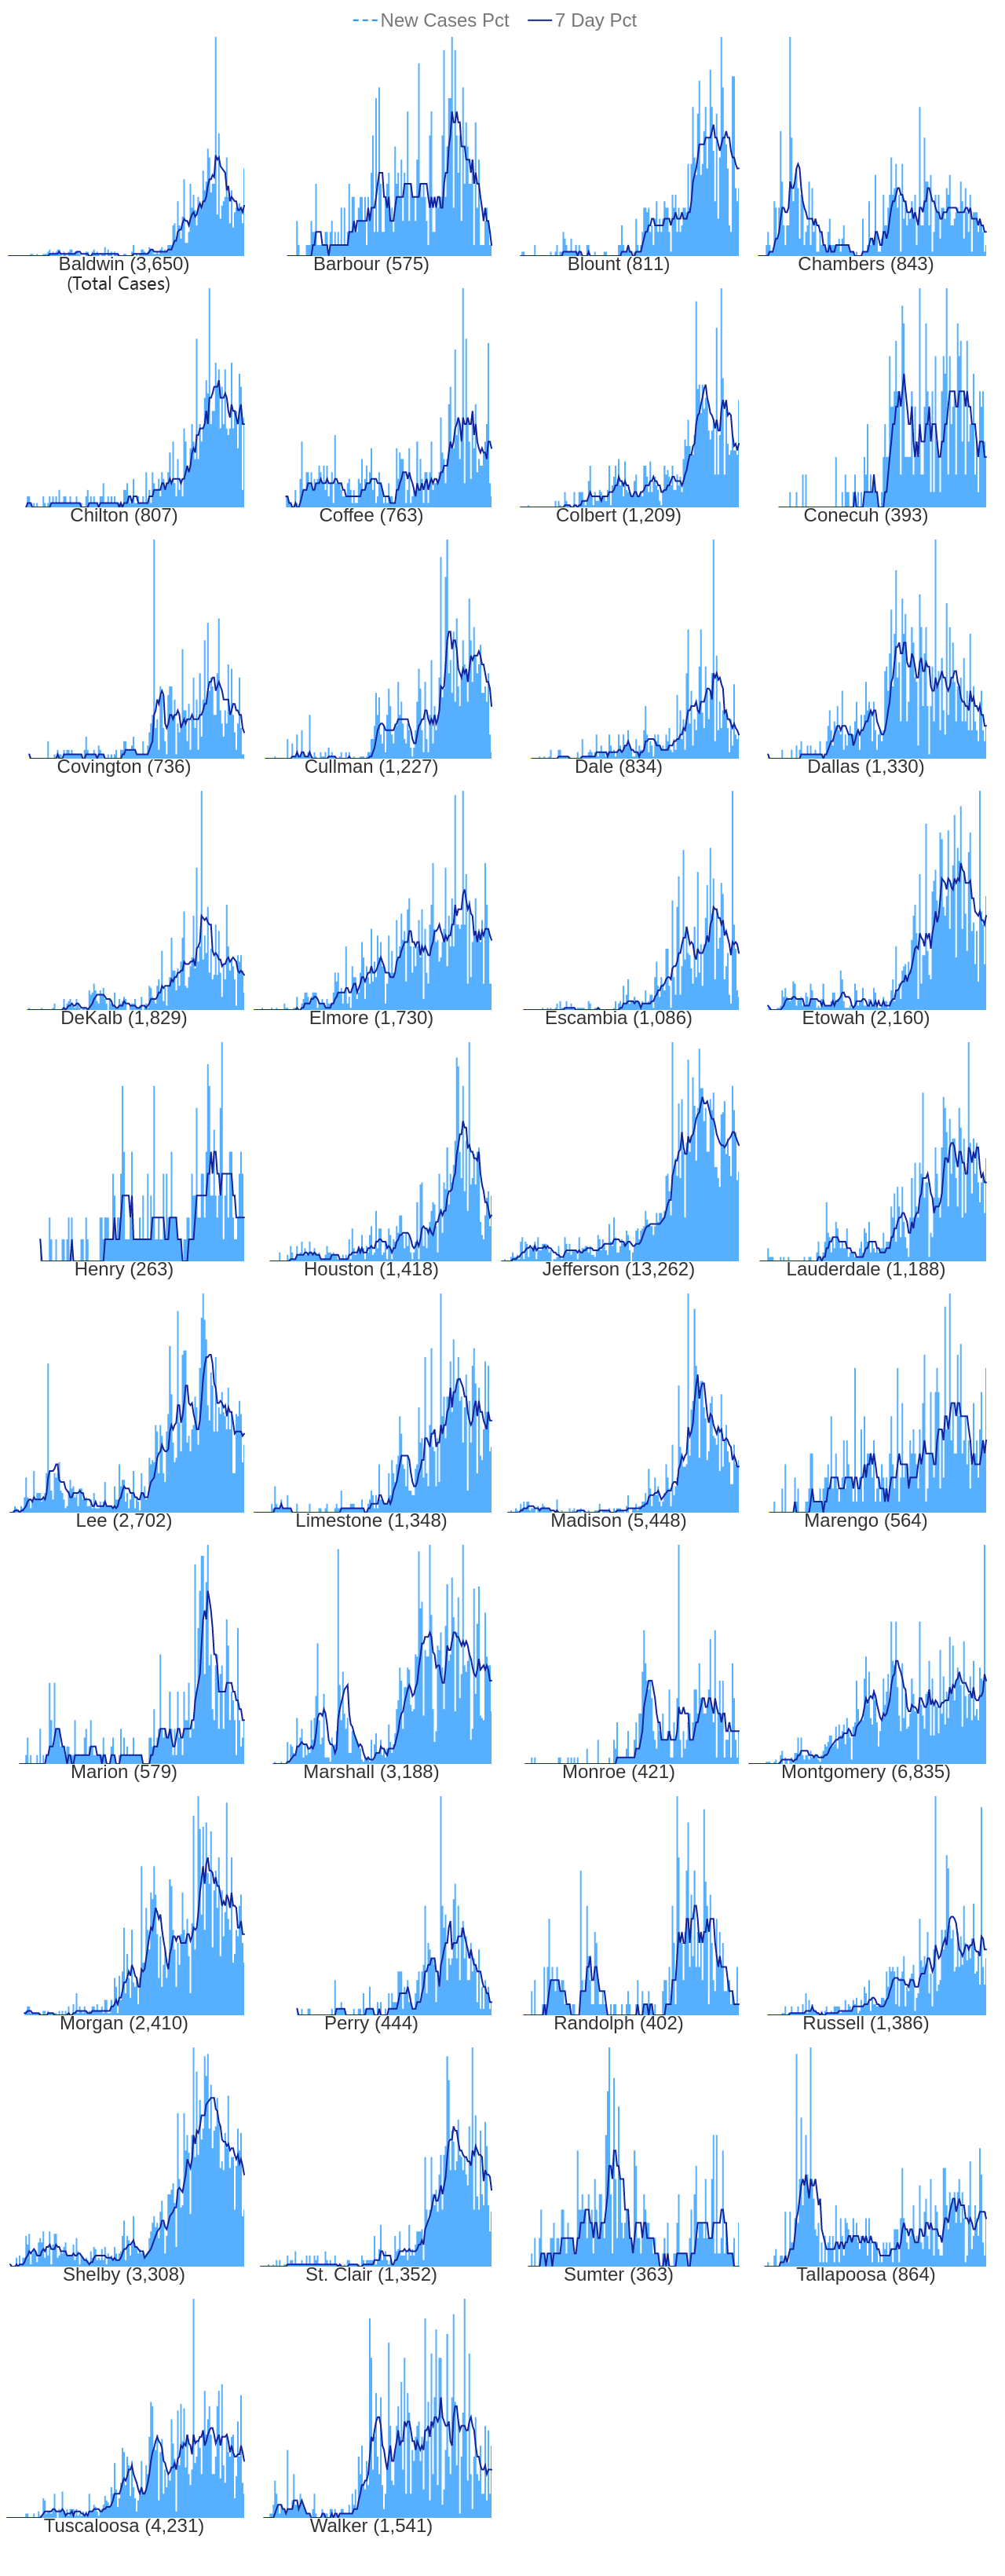 New Cases Pct 7 Day Pct
Baldwin (3,650) Barbour (575) Blount (811) Chambers (843)
(Total Cases)
Chilton (807) Coffee (763) Colbert (1,209) Conecuh (393)
Covington (736) Cullman (1,227) Dale (834) Dallas (1,330)
DeKalb (1,829) Elmore (1,730) Escambia (1,086) Etowah (2,160)
Henry (263) Houston (1,418) Jefferson (13,262) Lauderdale (1,188)
Lee (2,702) Limestone (1,348) Madison (5,448) Marengo (564)
Marion (579) Marshall (3,188) Monroe (421) Montgomery (6,835)
Morgan (2,410) Perry (444) Randolph (402) Russell (1,386)
Shelby (3,308) St. Clair (1,352) Sumter (363) Tallapoosa (864)
Tuscaloosa (4,231) Walker (1,541)